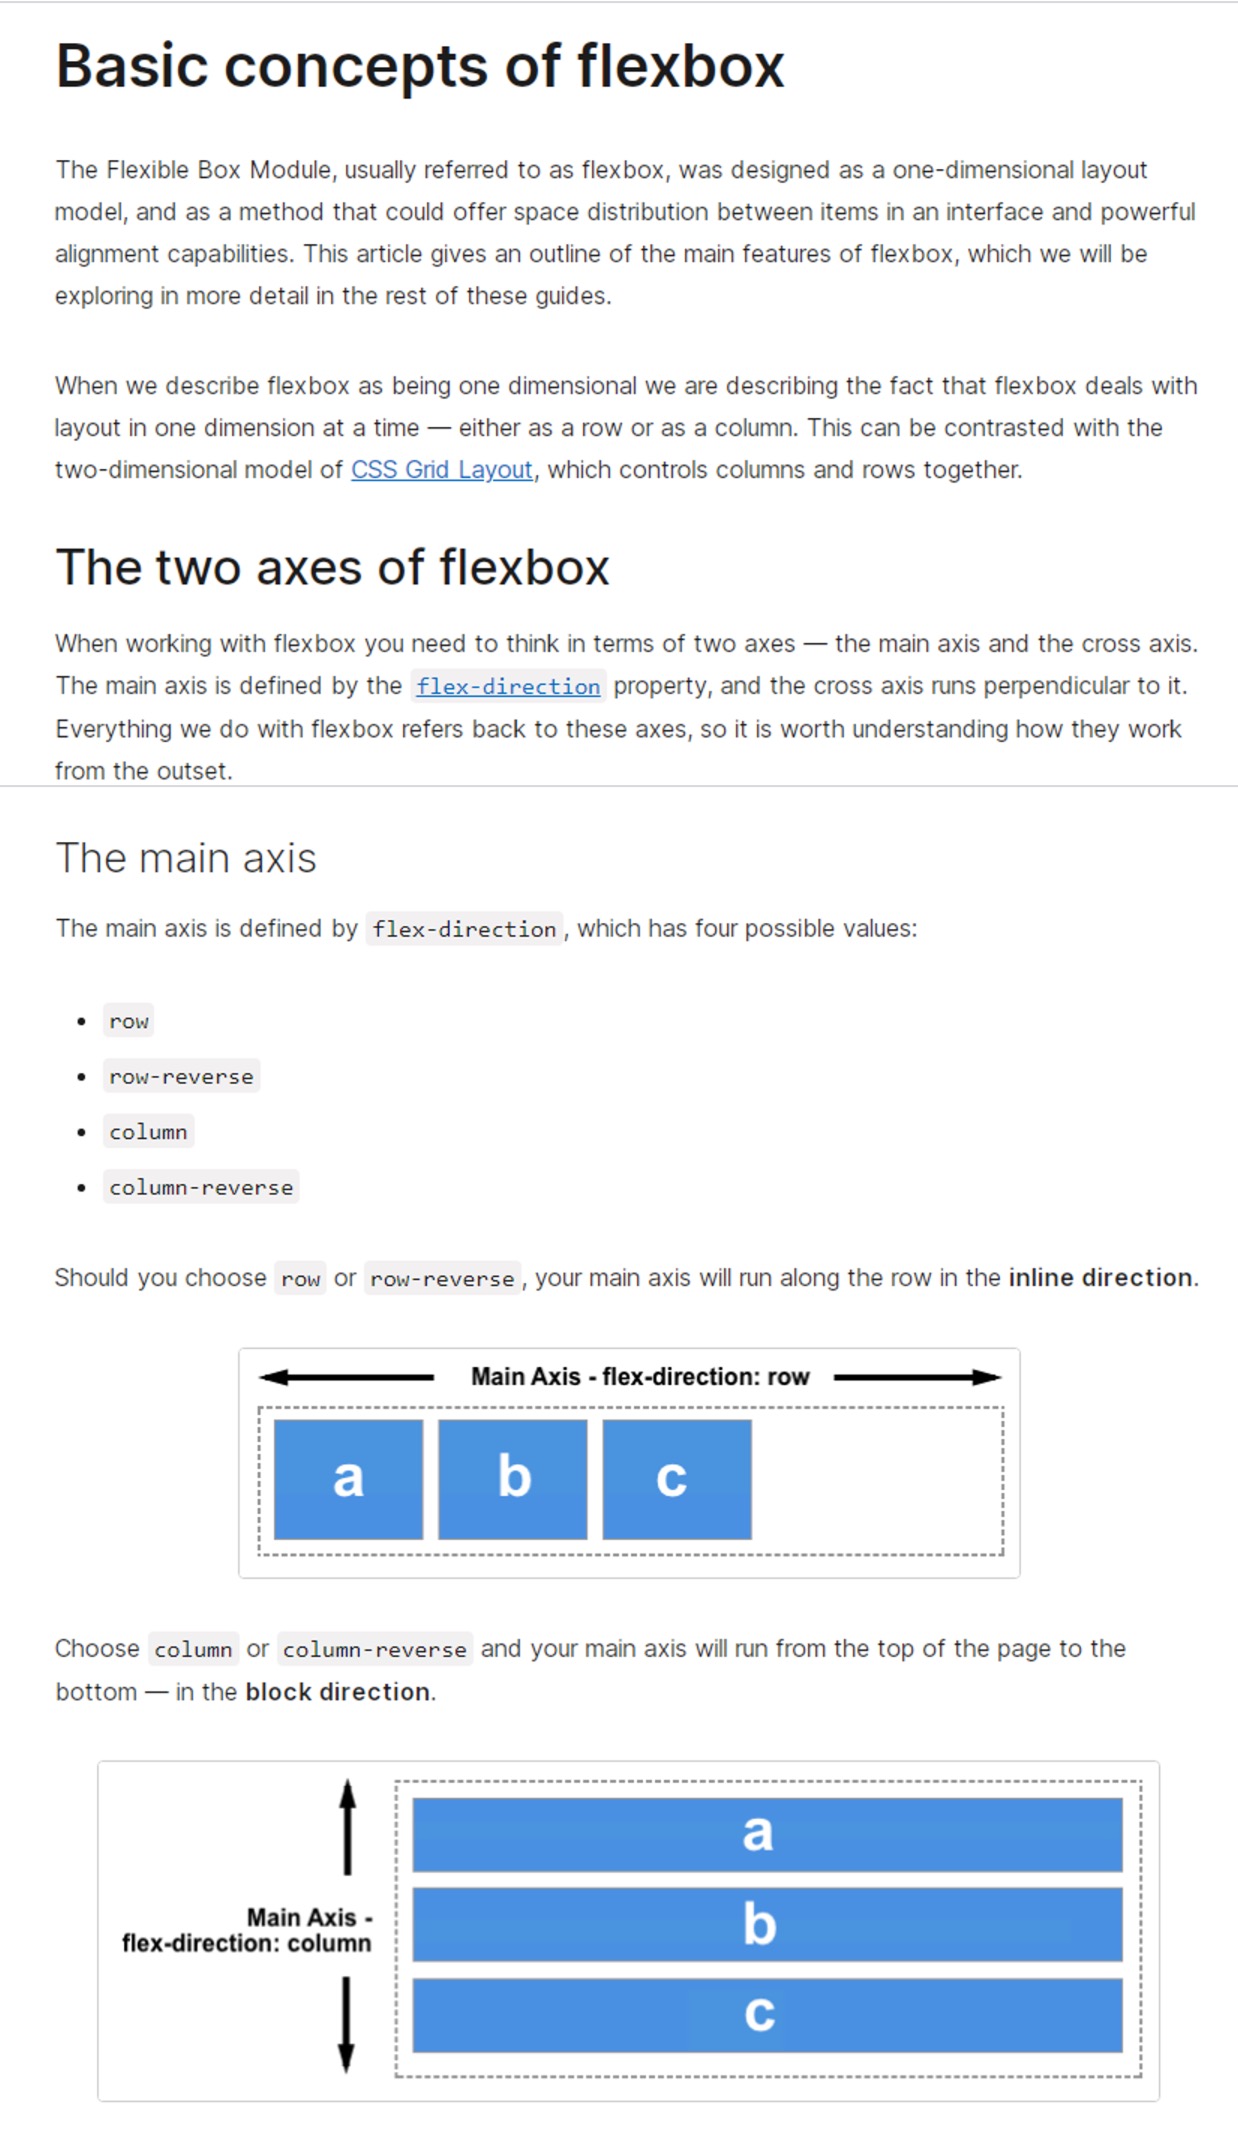 Basic concepts of flexbox
The Flexible Box Module, usually referred to as flexbox, was designed as a one-dimensional layout
model, and as a method that could offer space distribution between items in an interface and powerful
alignment capabilities. This article gives an outline of the main features of flexbox, which we will be
exploring in more detail in the rest of these guides.
When we describe flexbox as being one dimensional we are describing the fact that flexbox deals with
layout in one dimension at a time — either as a row or as a column. This can be contrasted with the
two-dimensional model of CSS Grid Layout, which controls columns and rows together.
The two axes of flexbox
When working with flexbox you need to think in terms of two axes — the main axis and the cross axis.
The main axis is defined by the flex-direction property, and the cross axis runs perpendicular to it.
Everything we do with flexbox refers back to these axes, so it is worth understanding how they work
from the outset.
The main axis
The main axis is defined by flex-direction, which has four possible values:
• row
• row-reverse
• column
• column-reverse
Should you choose row or row-reverse, your main axis will run along the row in the inline direction.
Main Axis - flex-direction: row
a b c
Choose column or column-reverse and your main axis will run from the top of the page to the
bottom — in the block direction.
a
b
c
Main Axis -
flex-direction: column